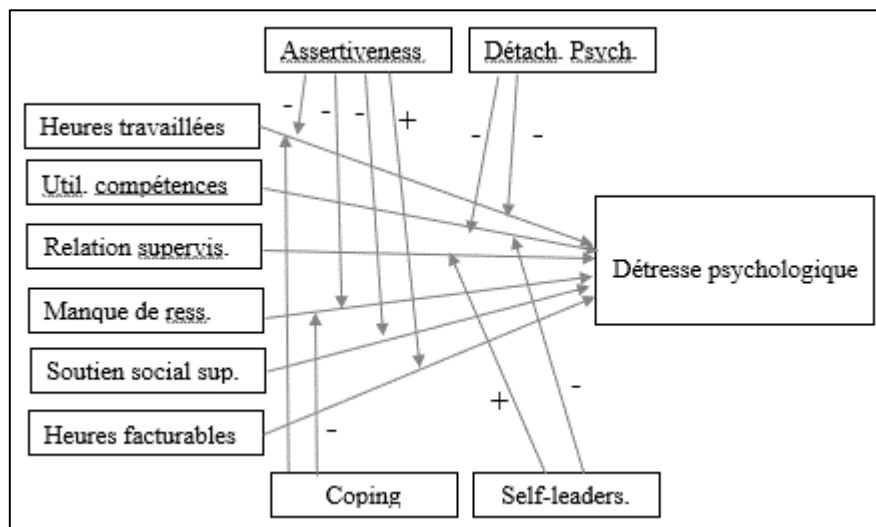 Assertiveness.
Détach. Psych.
- - - +
- -
Heures travaillées
Util. compétences
Relation supervis.
Détresse psychologique
Manque de ress.
Soutien social sup.
+ -
Heures facturables
-
Coping
Self-leaders.